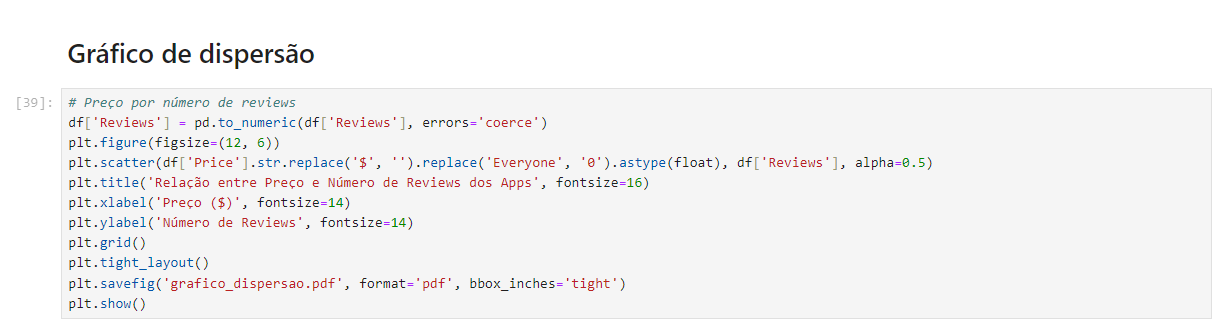 Gráfico de dispersão
[39]:
# Preço por número de reviews
df['Reviews'] = pd.to_numeric(df['Reviews'], errors='coerce')
plt.figure(figsize=(12, 6))
plt.scatter(df['Price'].str.replace('$', '').replace('Everyone', '0').astype(float), df['Reviews'], alpha=0.5)
plt.title('Relação entre Preço e Número de Reviews dos Apps', fontsize=16)
plt.xlabel('Preço ($)', fontsize=14)
plt.ylabel('Número de Reviews', fontsize=14)
plt.grid()
plt.tight_layout()
plt.savefig('grafico_dispersao.pdf', format='pdf', bbox_inches='tight')
plt.show()